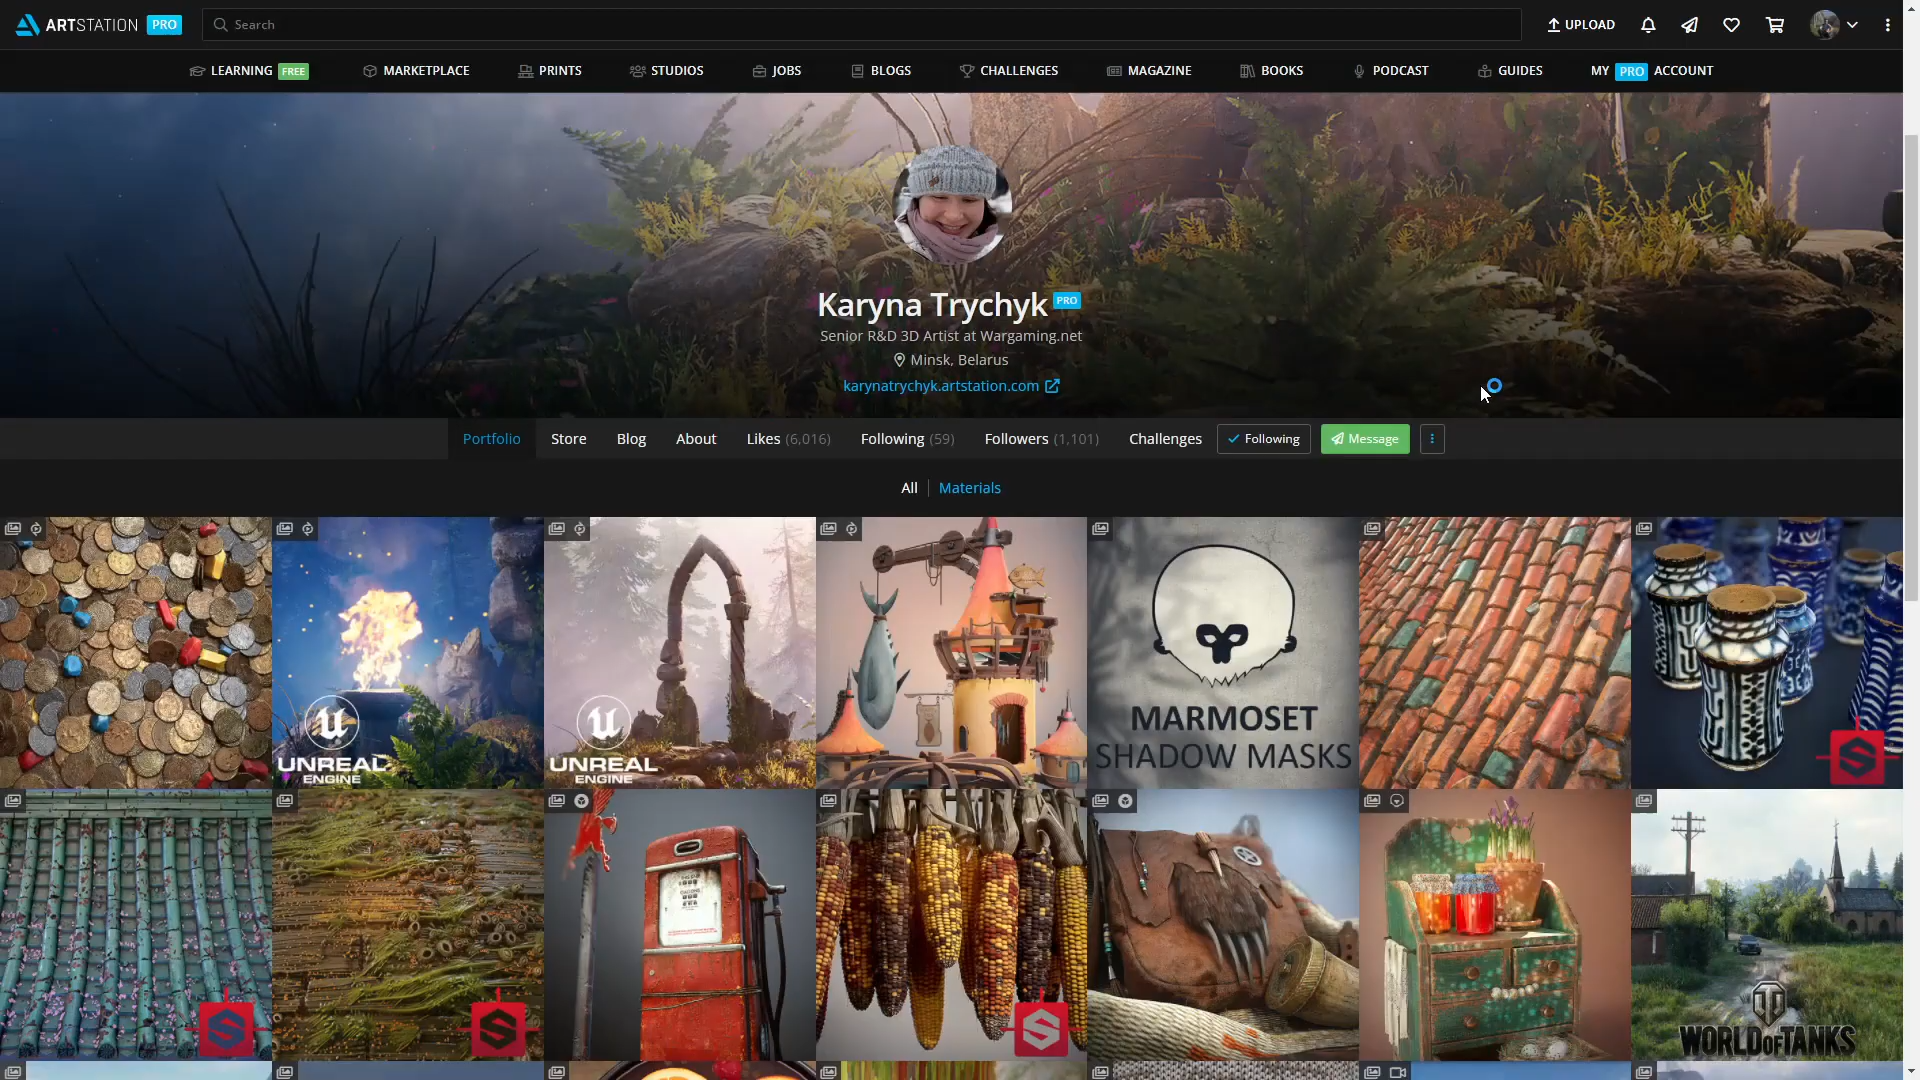 ARTSTATION PRO
Search
UPLOAD
LEARNING FREE
MARKETPLACE
PRINTS
STUDIOS
JOBS
BLOGS
CHALLENGES
MAGAZINE
BOOKS
PODCAST
GUIDES
MY PRO ACCOUNT
Karyna Trychyk PRO
Senior R&D 3D Artist at Wargaming.net
Minsk, Belarus
karynatrychyk.artstation.com
Portfolio
Store
Blog
About
Likes (6,016)
Following (59)
Followers (1,101)
Challenges
Following
Message
All
Materials
UNREAL
ENGINE
UNREAL
ENGINE
MARMOSET
SHADOW MASKS
WORLD OF TANKS